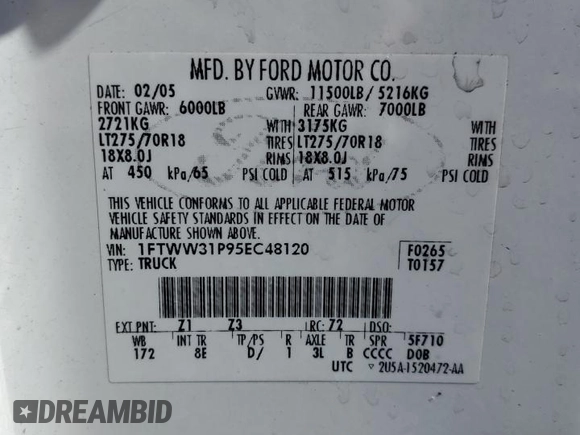 MFD. BY FORD MOTOR CO.
DATE: 02/05 GVWR: 11500LB/ 5216KG
FRONT GAWR: 6000LB REAR GAWR: 7000LB
2721KG WITH 3175KG WITH
LT275/70R18 TIRES LT275/70R18 TIRES
18X8.0J RIMS 18X8.0J RIMS
AT 450 kPa/65 PSI COLD AT 515 kPa/75 PSI COLD
THIS VEHICLE CONFORMS TO ALL APPLICABLE FEDERAL MOTOR
VEHICLE SAFETY STANDARDS IN EFFECT ON THE DATE OF
MANUFACTURE SHOWN ABOVE.
VIN: 1FTWW31P95EC48120 F0265
TYPE: TRUCK T0157
EXT PNT: Z1 Z3 RC: 72 DSO:
WB INT TR TP/PS R AXLE TR SPR 5F710
172 8E D/ 1 3L B CCCC DOB
UTC ▽ 2U5A-1520472-AA
DREAMBID